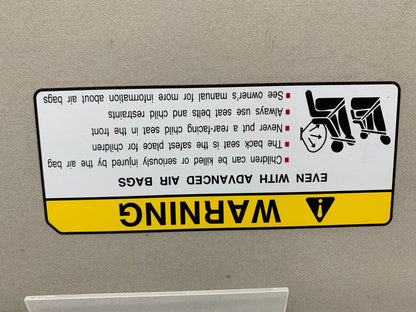 WARNING
EVEN WITH ADVANCED AIR BAGS
Children can be killed or seriously injured by the air bag
The back seat is the safest place for children
Never put a rear-facing child seat in the front
Always use seat belts and child restraints
See owner's manual for more information about air bags